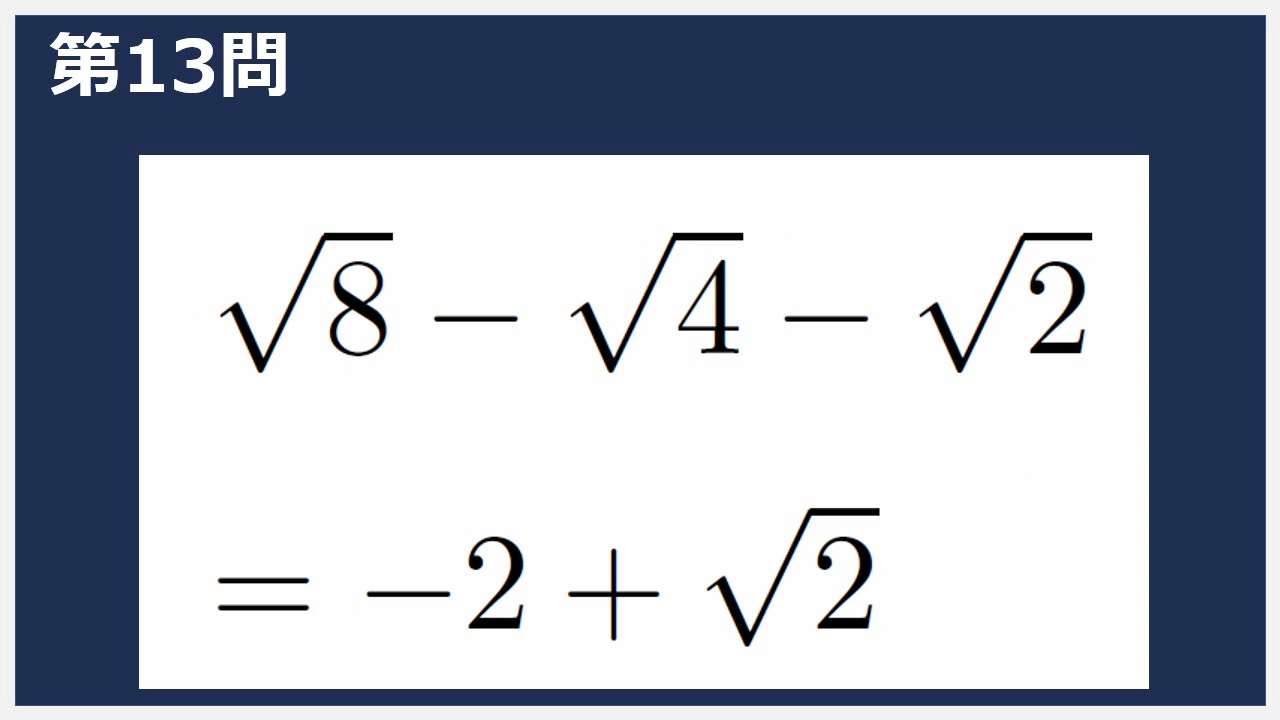 第13問
√8 − √4 − √2
= −2 + √2